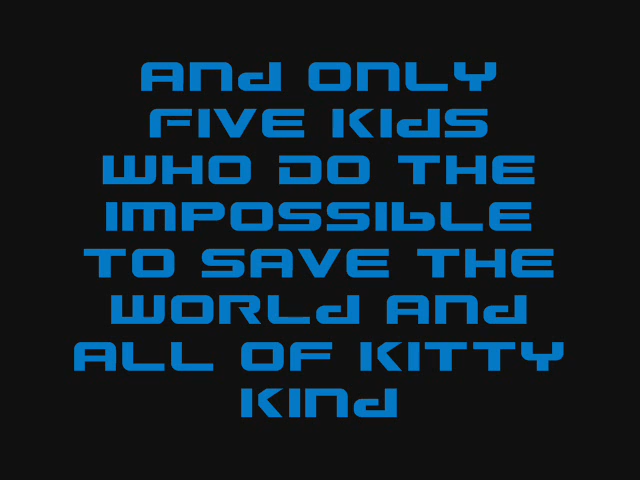 And ONLY
FIVE KIdS
WHO DO THE
IMPOSSIbLE
TO SAVE THE
WORLd ANd
ALL OF KITTY
KINd